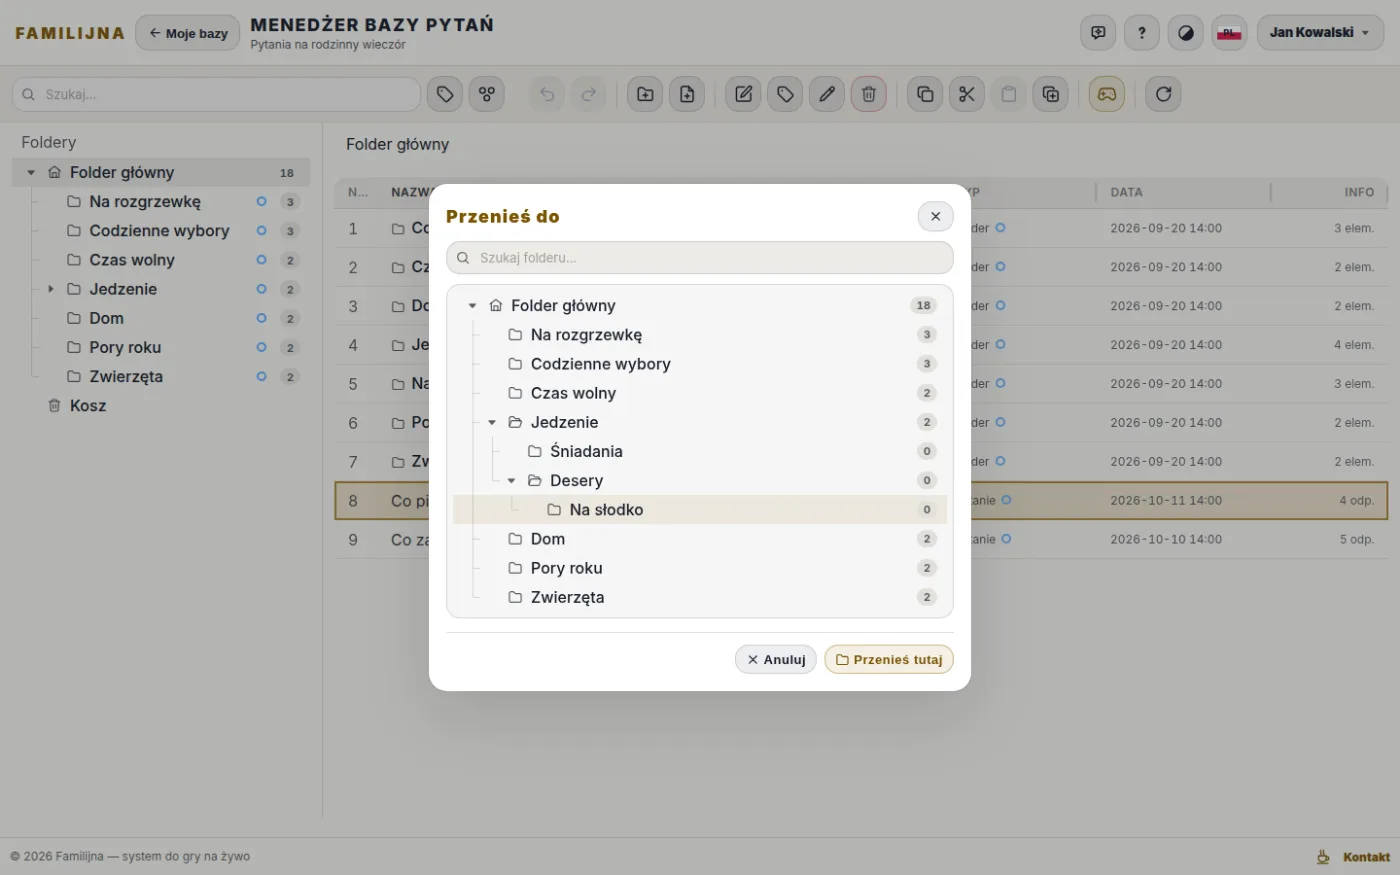 FAMILIJNA
← Moje bazy
MENEDŻER BAZY PYTAŃ
Pytania na rodzinny wieczór
?
PL
Jan Kowalski
Szukaj...
Foldery
Folder główny 18
Na rozgrzewkę 3
Codzienne wybory 3
Czas wolny 2
Jedzenie 2
Dom 2
Pory roku 2
Zwierzęta 2
Kosz
Folder główny
N... DATA INFO
1 2026-09-20 14:00 3 elem.
2 2026-09-20 14:00 2 elem.
3 2026-09-20 14:00 2 elem.
4 2026-09-20 14:00 4 elem.
5 Na 2026-09-20 14:00 3 elem.
6 2026-09-20 14:00 2 elem.
7 2026-09-20 14:00 2 elem.
8 Co 2026-10-11 14:00 4 odp.
9 Co 2026-10-10 14:00 5 odp.
Przenieś do
Szukaj folderu...
Folder główny 18
Na rozgrzewkę 3
Codzienne wybory 3
Czas wolny 2
Jedzenie 2
Śniadania 0
Desery 0
Na słodko 0
Dom 2
Pory roku 2
Zwierzęta 2
Anuluj
Przenieś tutaj
© 2026 Familijna — system do gry na żywo
Kontakt